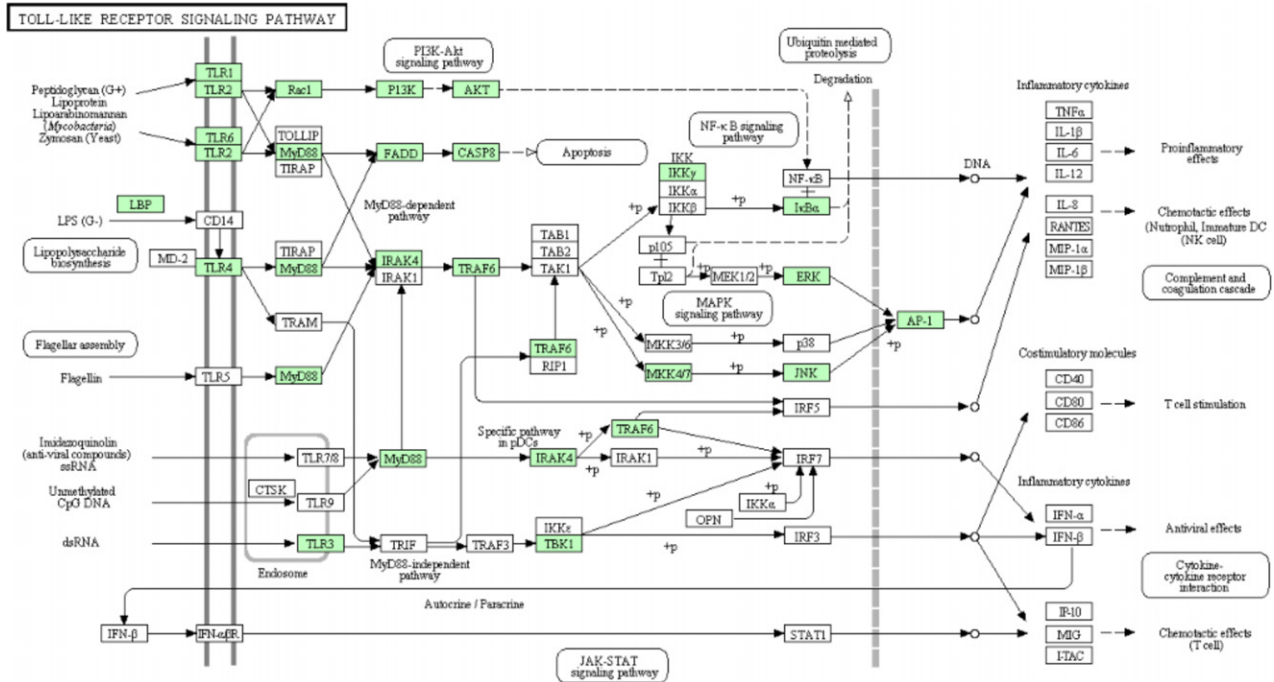 TOLL-LIKE RECEPTOR SIGNALING PATHWAY
PI3K-Akt
signaling pathway
Ubiquitin mediated
proteolysis
Degradation
Peptidoglycan (G+)
Lipoprotein
Lipoarabinomannan
(Mycobacteria)
Zymosan (Yeast)
TLR1
TLR2
Rac1
P13K
AKT
TLR6
TLR2
TOLLIP
MyD88
TIRAP
FADD
CASP8
Apoptosis
NF-κB signaling
pathway
IKK
IKKγ
IKKα
IKKβ
+p
+p
NF-κB
IκBα
DNA
Inflammatory cytokines
TNFα
IL-1β
IL-6
IL-12
Proinflammatory
effects
IL-8
RANTES
MIP-1α
MIP-1β
Chemotactic effects
(Nutrophil, Immature DC
(NK cell)
Complement and
coagulation cascade
LBP
LPS (G-)
CD14
Lipopolysaccharide
biosynthesis
MD-2
TLR4
MyD88-dependent
pathway
TIRAP
MyD88
IRAK4
IRAK1
TRAF6
TAB1
TAB2
TAK1
p105
Tpl2
+p
MEK1/2
+p
ERK
MAPK
signaling pathway
TRAM
+p
+p
MKK3/6
+p
p38
AP-1
+p
Flagellar assembly
Flagellin
TLR5
MyD88
TRAF6
RIP1
MKK4/7
+p
JNK
IRF5
Costimulatory molecules
CD40
CD80
CD86
T cell stimulation
Imidazoquinolin
(anti-viral compounds)
ssRNA
TLR7/8
MyD88
Specific pathway
in pDCs
IRAK4
+p
+p
TRAF6
IRAK1
+p
IRF7
Unmethylated
CpG DNA
CTSK
TLR9
+p
IKKα
OPN
Inflammatory cytokines
IFN-α
IFN-β
Antiviral effects
dsRNA
TLR3
TRIF
TRAF3
IKKε
TBK1
+p
IRF3
Endosome
MyD88-independent
pathway
Cytokine-
cytokine receptor
interaction
Autocrine / Paracrine
IFN-β
IFN-αβR
STAT1
IP-10
MIG
I-TAC
Chemotactic effects
(T cell)
JAK-STAT
signaling pathway